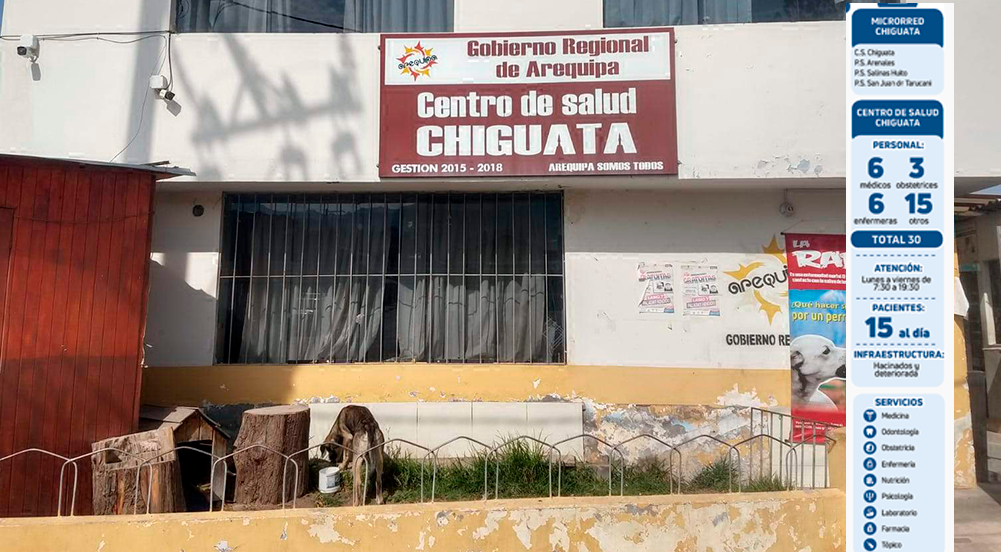 Gobierno Regional
de Arequipa
arequipa
Centro de salud
CHIGUATA
GESTION 2015 - 2018
AREQUIPA SOMOS TODOS
GOBIERNO RE
LA
RA
por un perr
MICRORRED
CHIGUATA
C.S. Chiguata
P.S. Arenales
P.S. Salinas Huito
P.S. San Juan de Tarucani
CENTRO DE SALUD
CHIGUATA
PERSONAL:
6 3
médicos obstetrices
6 15
enfermeras otros
TOTAL 30
ATENCIÓN:
Lunes a viernes de
7:30 a 19:30
PACIENTES:
15 al día
INFRAESTRUCTURA:
Hacinados y
deteriorada
SERVICIOS
Medicina
Odontología
Obstetricia
Enfermería
Nutrición
Psicología
Laboratorio
Farmacia
Tópico